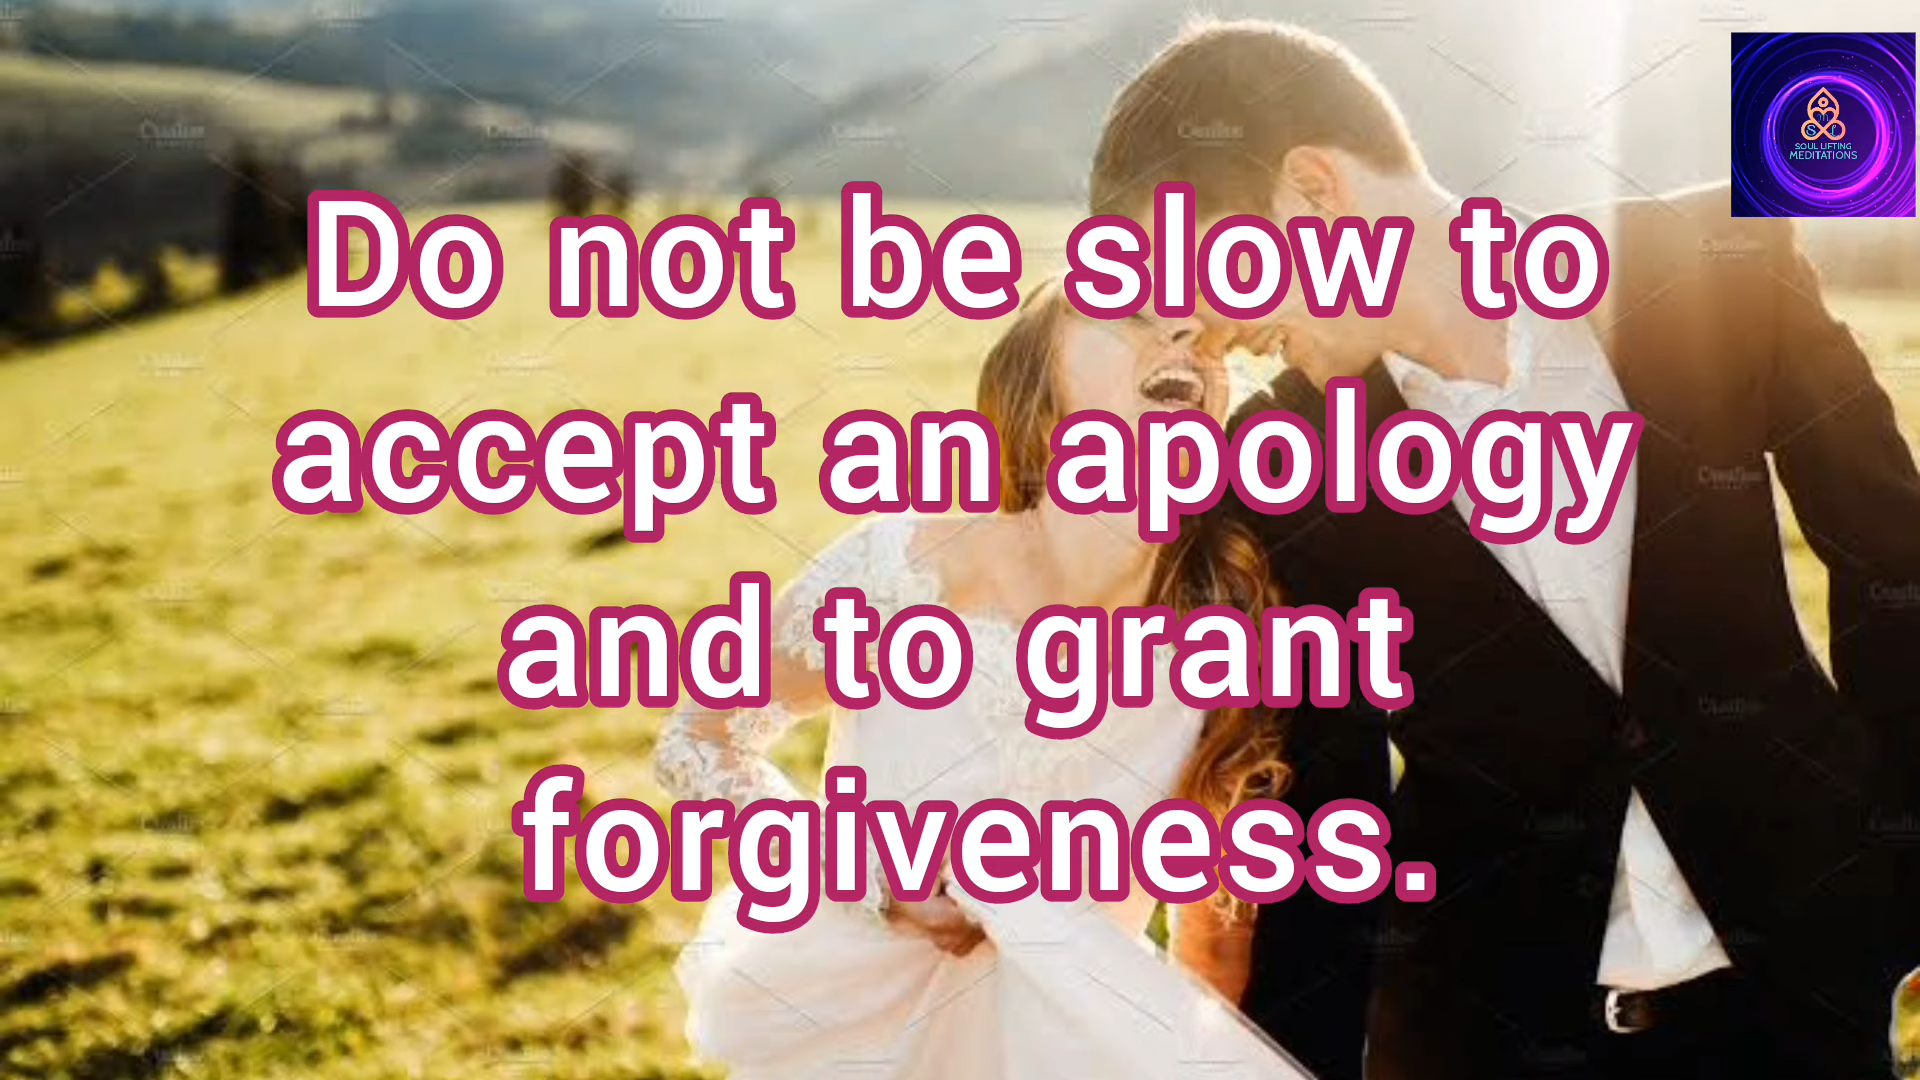 SOUL LIFTING
MEDITATIONS
Do not be slow to
accept an apology
and to grant
forgiveness.